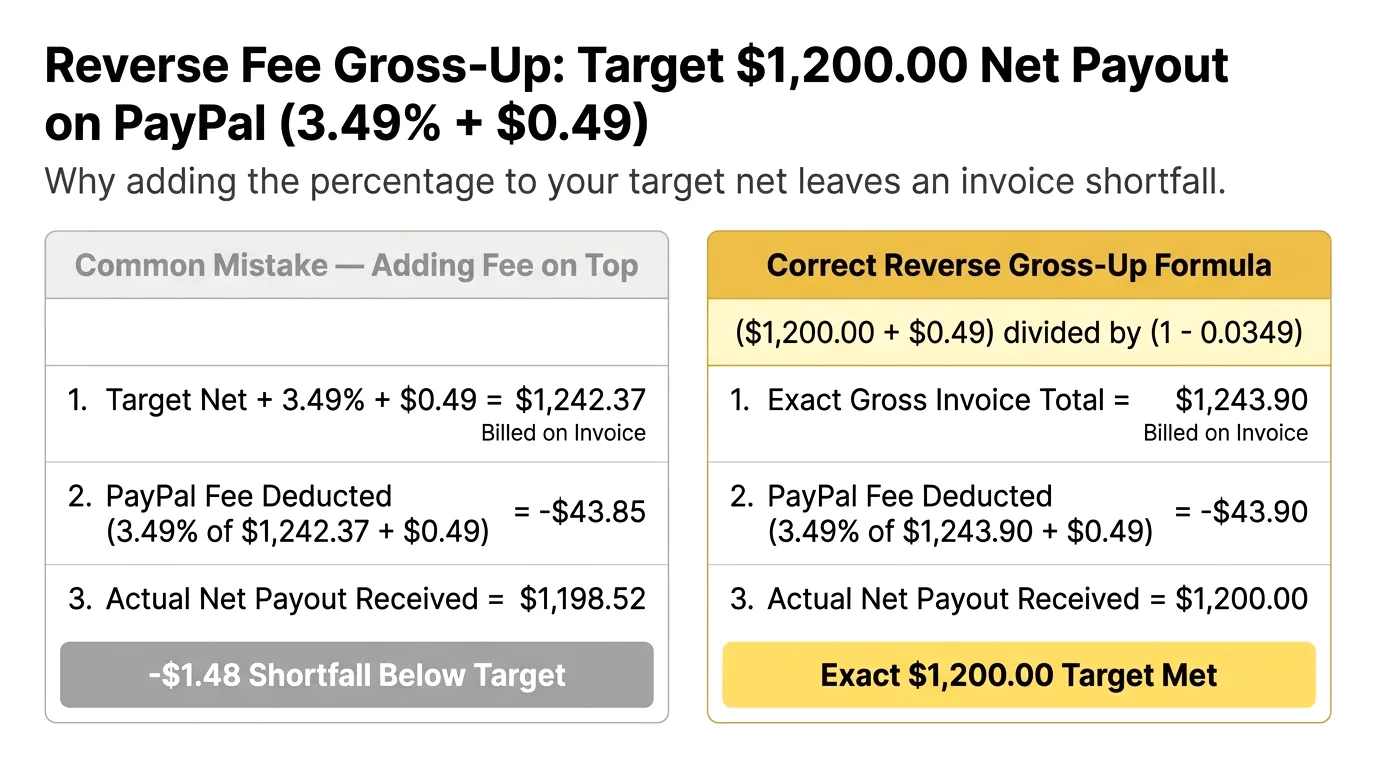 Reverse Fee Gross-Up: Target $1,200.00 Net Payout
on PayPal (3.49% + $0.49)
Why adding the percentage to your target net leaves an invoice shortfall.
Common Mistake — Adding Fee on Top
1. Target Net + 3.49% + $0.49 = $1,242.37
Billed on Invoice
2. PayPal Fee Deducted
(3.49% of $1,242.37 + $0.49) = -$43.85
3. Actual Net Payout Received = $1,198.52
-$1.48 Shortfall Below Target
Correct Reverse Gross-Up Formula
($1,200.00 + $0.49) divided by (1 - 0.0349)
1. Exact Gross Invoice Total = $1,243.90
Billed on Invoice
2. PayPal Fee Deducted
(3.49% of $1,243.90 + $0.49) = -$43.90
3. Actual Net Payout Received = $1,200.00
Exact $1,200.00 Target Met